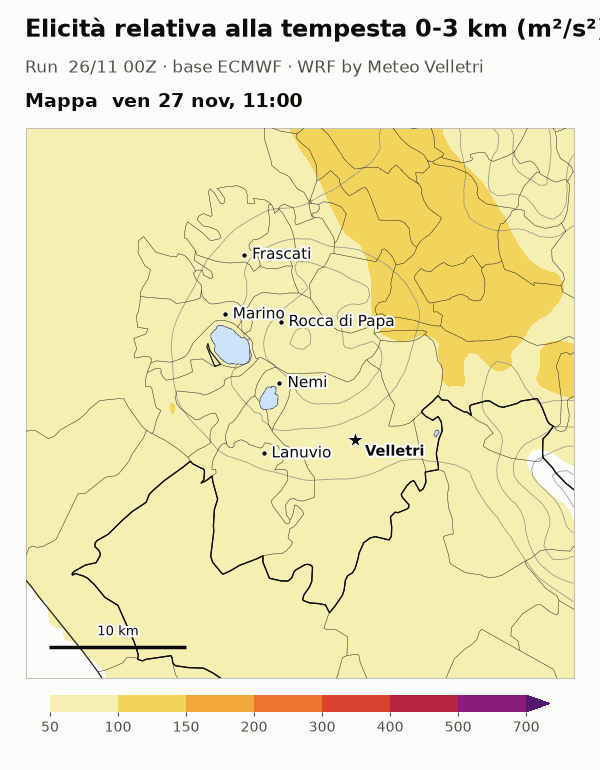 Elicità relativa alla tempesta 0-3 km (m²/s²)
Run  26/11 00Z · base ECMWF · WRF by Meteo Velletri
Mappa  ven 27 nov, 11:00
Frascati
Marino
Rocca di Papa
Nemi
Velletri
Lanuvio
10 km
50 100 150 200 300 400 500 700